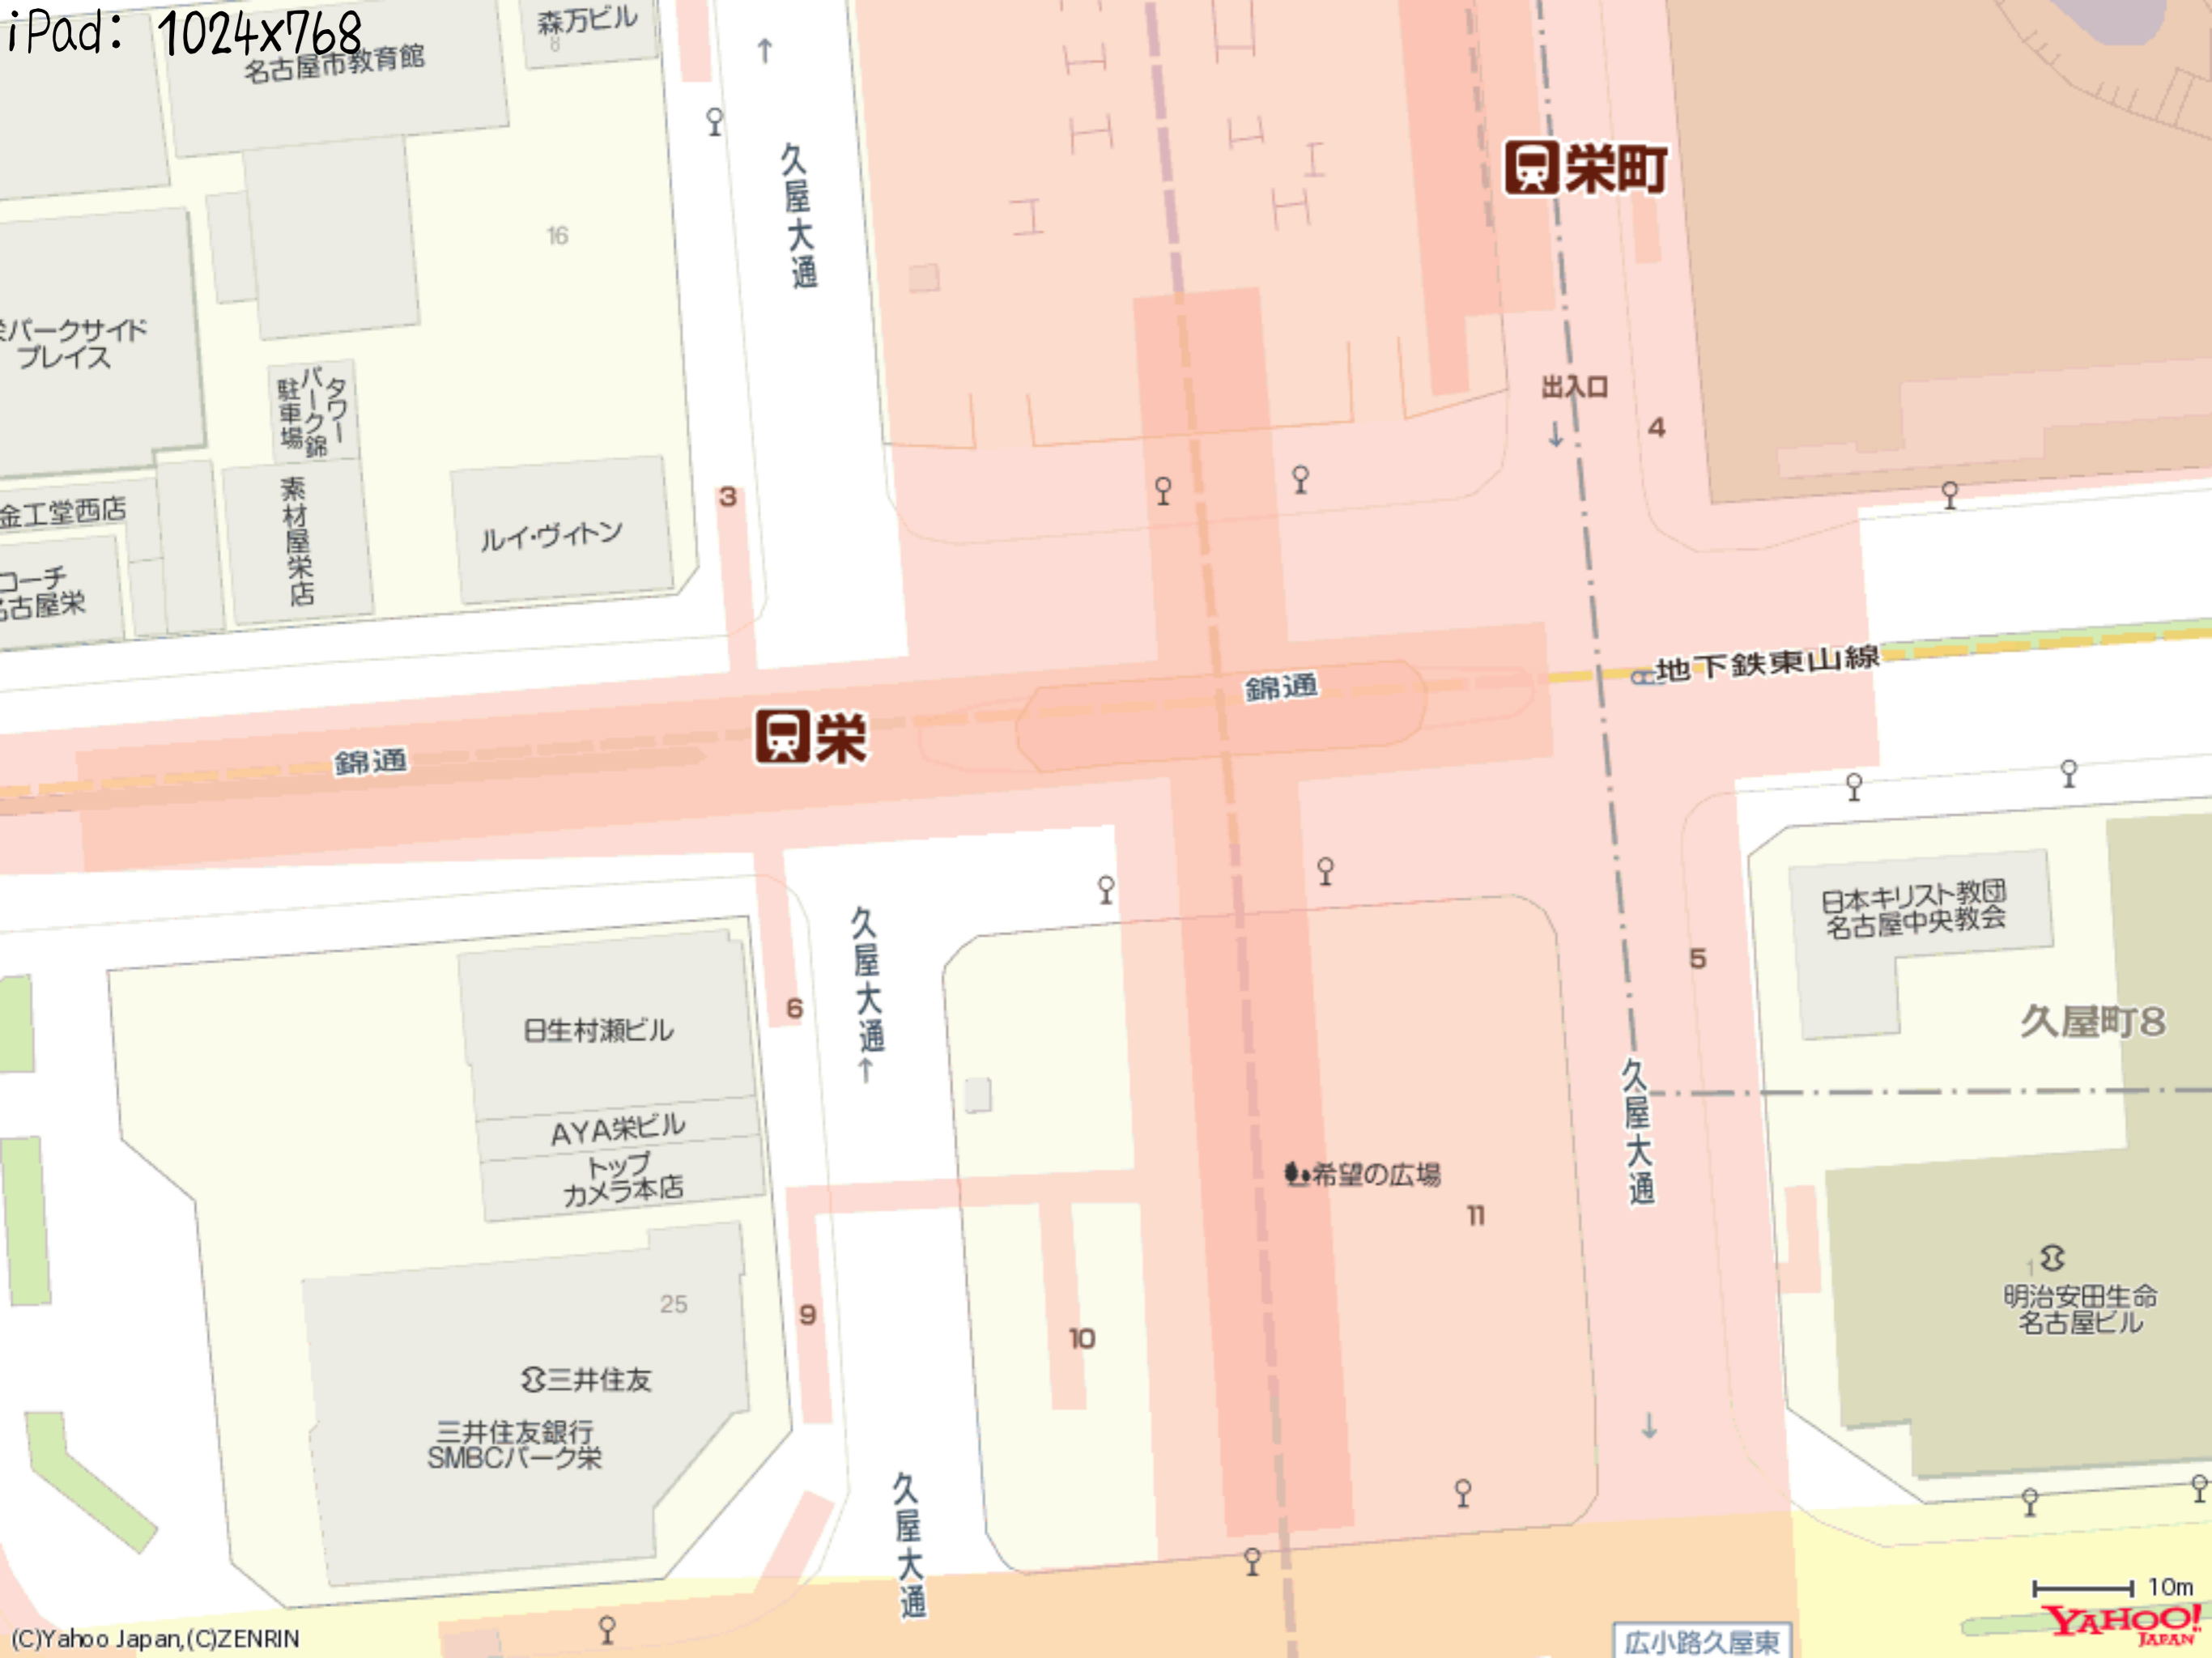 iPad: 1024x768
森万ビル
8
名古屋市教育館
久屋大通
栄町
16
パークサイド
プレイス
タワー
パーク錦
駐車場
出入口
4
3
金工堂西店
素材屋栄店
ルイ・ヴィトン
コーチ
名古屋栄
地下鉄東山線
錦通
栄
錦通
日本キリスト教団
名古屋中央教会
久屋大通
5
6
久屋町8
日生村瀬ビル
AYA栄ビル
トップ
カメラ本店
久屋大通
希望の広場
11
1
明治安田生命
名古屋ビル
25
9
10
三井住友
三井住友銀行
SMBCパーク栄
久屋大通
10m
YAHOO!
JAPAN
(C)Yahoo Japan,(C)ZENRIN
広小路久屋東